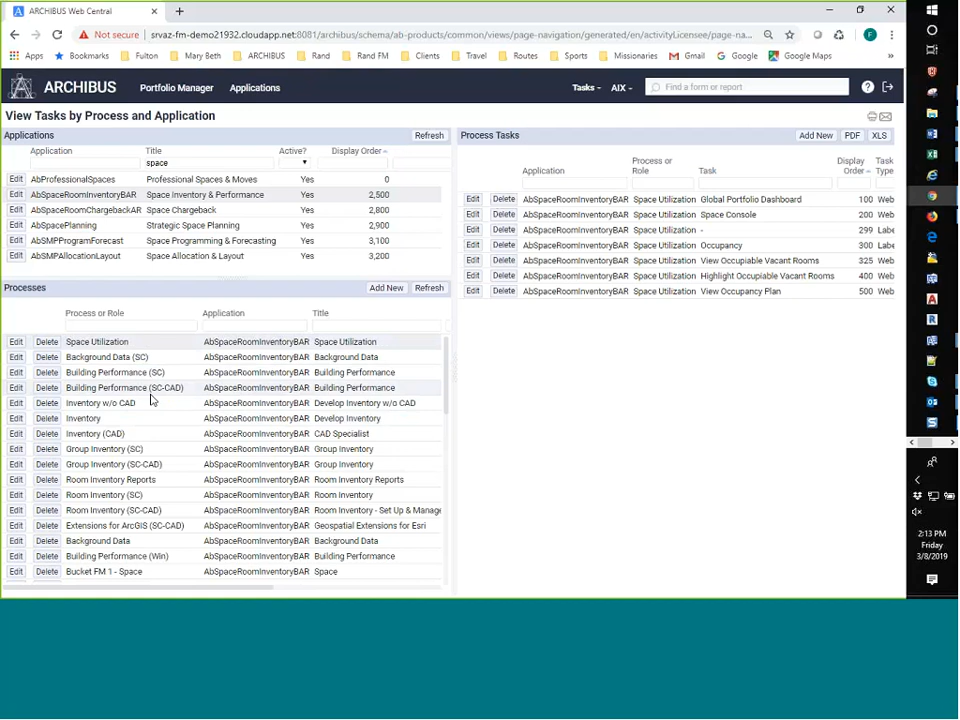 ARCHIBUS Web Central
Not secure | srvaz-fm-demo21932.cloudapp.net:8081/archibus/schema/ab-products/common/views/page-navigation/generated/en/activityLicensee/page-na...
Apps Bookmarks Fulton Mary Beth ARCHIBUS Rand Rand FM Clients Travel Routes Sports Missionaries Gmail Google Google Maps
ARCHIBUS Portfolio Manager Applications Tasks AIX Find a form or report
View Tasks by Process and Application
Applications Refresh
Application Title Active? Display Order
space
Edit AbProfessionalSpaces Professional Spaces & Moves Yes 0
Edit AbSpaceRoomInventoryBAR Space Inventory & Performance Yes 2,500
Edit AbSpaceRoomChargebackAR Space Chargeback Yes 2,800
Edit AbSpacePlanning Strategic Space Planning Yes 2,900
Edit AbSMPProgramForecast Space Programming & Forecasting Yes 3,100
Edit AbSMPAllocationLayout Space Allocation & Layout Yes 3,200
Processes Add New Refresh
Process or Role Application Title
Edit Delete Space Utilization AbSpaceRoomInventoryBAR Space Utilization
Edit Delete Background Data (SC) AbSpaceRoomInventoryBAR Background Data
Edit Delete Building Performance (SC) AbSpaceRoomInventoryBAR Building Performance
Edit Delete Building Performance (SC-CAD) AbSpaceRoomInventoryBAR Building Performance
Edit Delete Inventory w/o CAD AbSpaceRoomInventoryBAR Develop Inventory w/o CAD
Edit Delete Inventory AbSpaceRoomInventoryBAR Develop Inventory
Edit Delete Inventory (CAD) AbSpaceRoomInventoryBAR CAD Specialist
Edit Delete Group Inventory (SC) AbSpaceRoomInventoryBAR Group Inventory
Edit Delete Group Inventory (SC-CAD) AbSpaceRoomInventoryBAR Group Inventory
Edit Delete Room Inventory Reports AbSpaceRoomInventoryBAR Room Inventory Reports
Edit Delete Room Inventory (SC) AbSpaceRoomInventoryBAR Room Inventory
Edit Delete Room Inventory (SC-CAD) AbSpaceRoomInventoryBAR Room Inventory - Set Up & Manage
Edit Delete Extensions for ArcGIS (SC-CAD) AbSpaceRoomInventoryBAR Geospatial Extensions for Esri
Edit Delete Background Data AbSpaceRoomInventoryBAR Background Data
Edit Delete Building Performance (Win) AbSpaceRoomInventoryBAR Building Performance
Edit Delete Bucket FM 1 - Space AbSpaceRoomInventoryBAR Space
Process Tasks Add New PDF XLS
Application Process or Role Task Display Order Task Type
Edit Delete AbSpaceRoomInventoryBAR Space Utilization Global Portfolio Dashboard 100 Web
Edit Delete AbSpaceRoomInventoryBAR Space Utilization Space Console 200 Web
Edit Delete AbSpaceRoomInventoryBAR Space Utilization - 299 Labe
Edit Delete AbSpaceRoomInventoryBAR Space Utilization Occupancy 300 Labe
Edit Delete AbSpaceRoomInventoryBAR Space Utilization View Occupiable Vacant Rooms 325 Web
Edit Delete AbSpaceRoomInventoryBAR Space Utilization Highlight Occupiable Vacant Rooms 400 Web
Edit Delete AbSpaceRoomInventoryBAR Space Utilization View Occupancy Plan 500 Web
2:13 PM
Friday
3/8/2019